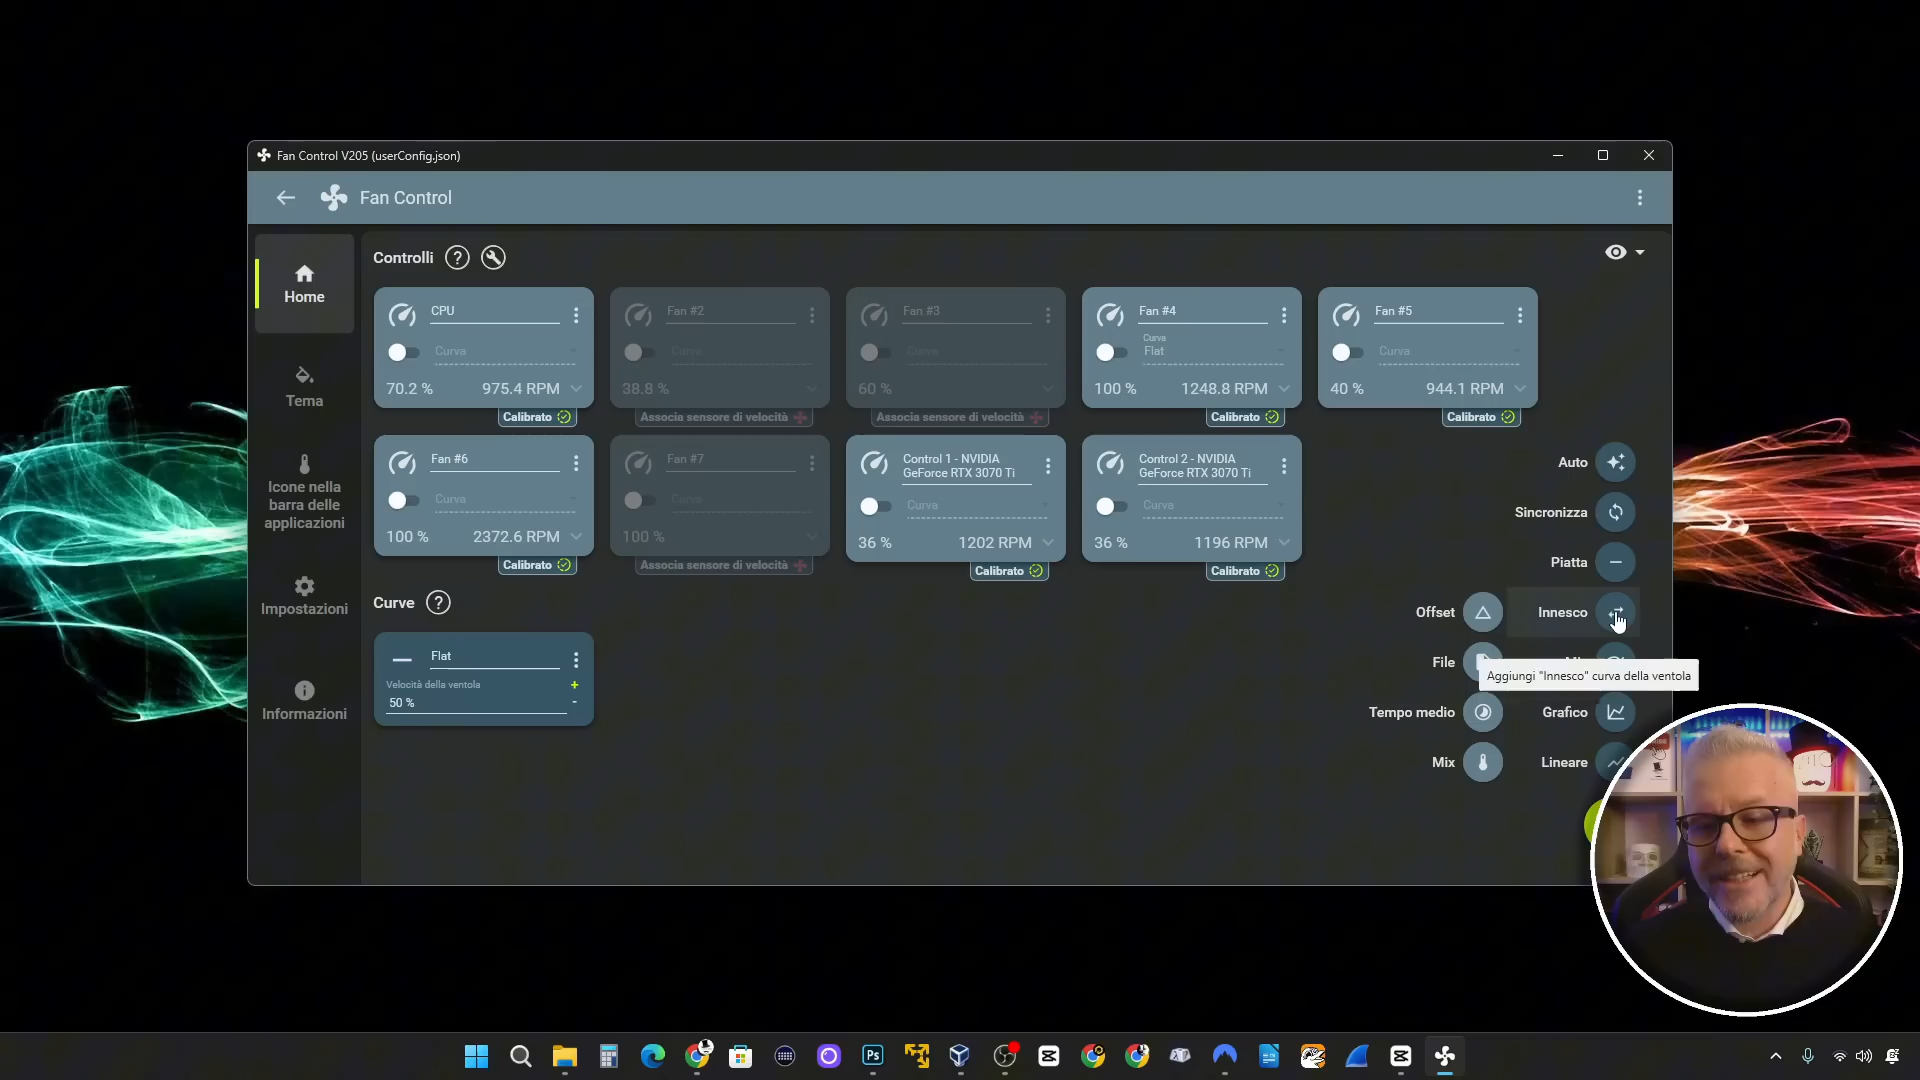 Fan Control V205 (userConfig.json)
Fan Control
Home
Tema
Icone nella
barra delle
applicazioni
Impostazioni
Informazioni
Controlli
CPU
Curva
70.2 % 975.4 RPM
Calibrato
Fan #2
Curva
38.8 %
Associa sensore di velocità
Fan #3
Curva
60 %
Associa sensore di velocità
Fan #4
Curva
Flat
100 % 1248.8 RPM
Calibrato
Fan #5
Curva
40 % 944.1 RPM
Calibrato
Fan #6
Curva
100 % 2372.6 RPM
Calibrato
Fan #7
Curva
100 %
Associa sensore di velocità
Control 1 - NVIDIA
GeForce RTX 3070 Ti
Curva
36 % 1202 RPM
Calibrato
Control 2 - NVIDIA
GeForce RTX 3070 Ti
Curva
36 % 1196 RPM
Calibrato
Curve
Flat
Velocità della ventola
50 %
Auto
Sincronizza
Piatta
Offset Innesco
File
Aggiungi "Innesco" curva della ventola
Tempo medio Grafico
Mix Lineare
Ps